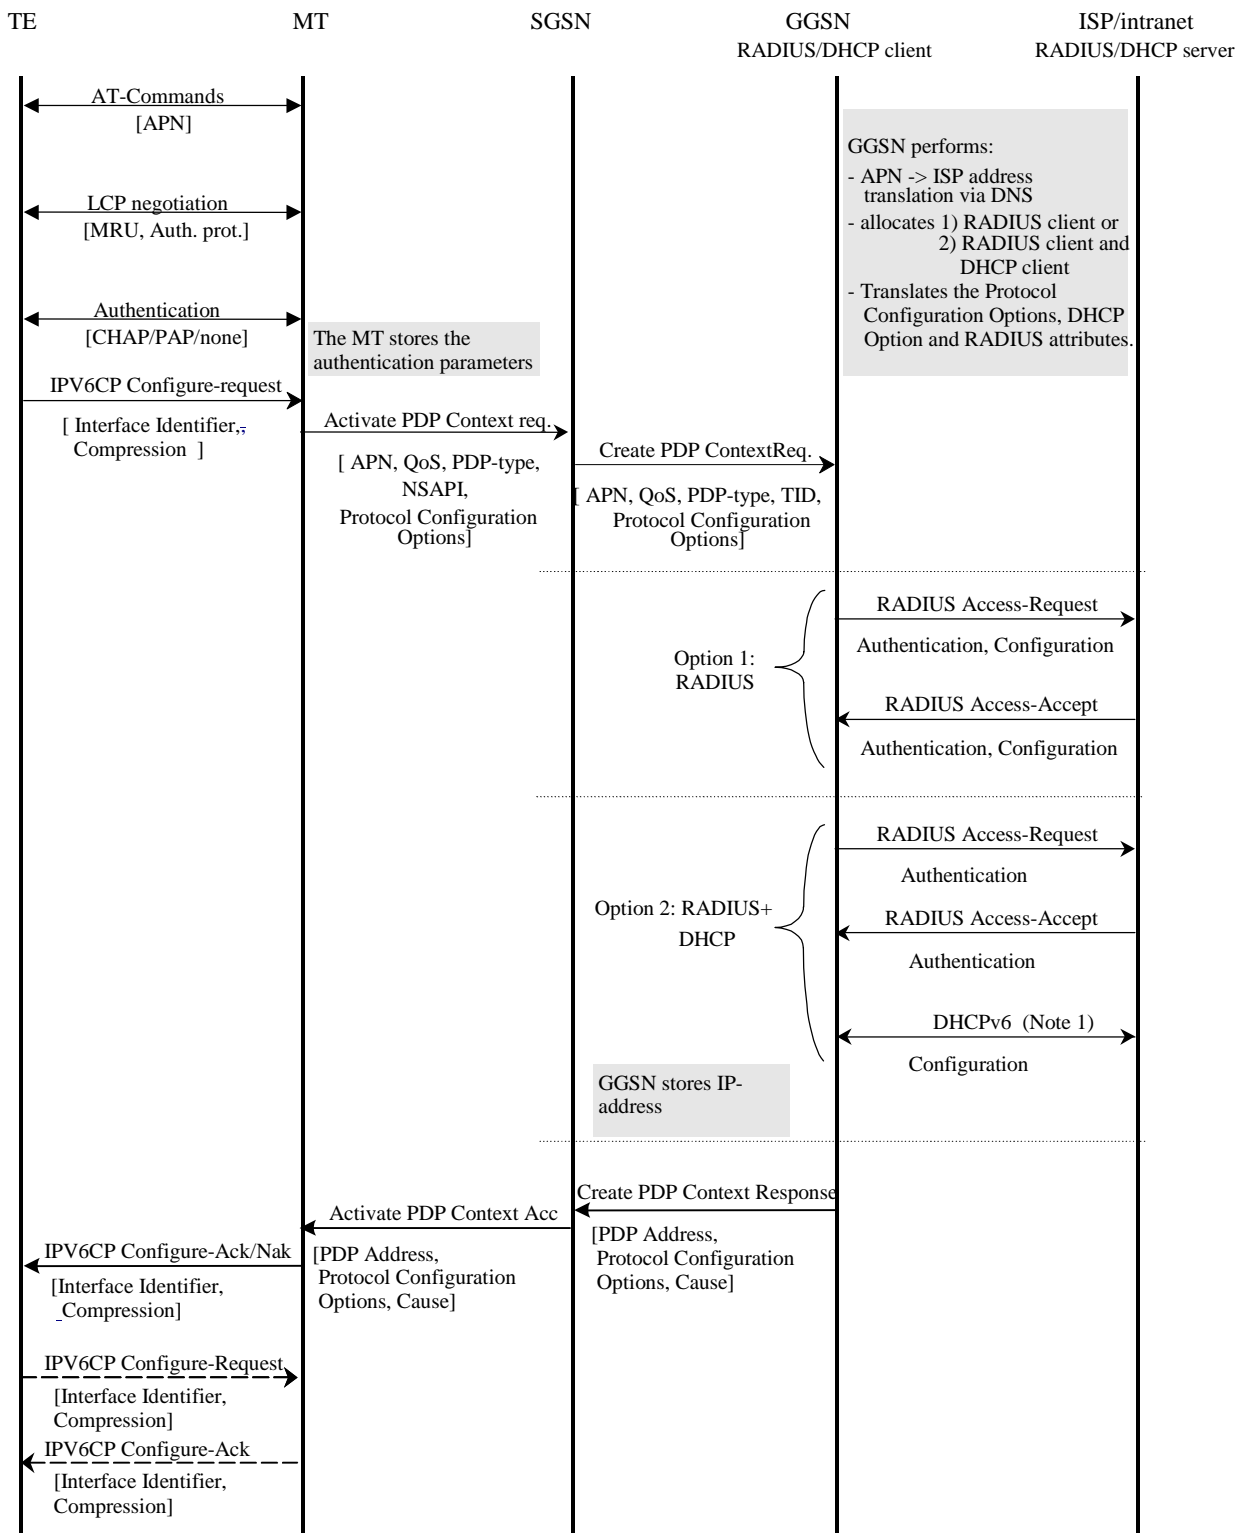 TE
MT
SGSN
GGSN
ISP/intranet
RADIUS/DHCP client
RADIUS/DHCP server
AT-Commands
[APN]
GGSN performs:
- APN -> ISP address
translation via DNS
- allocates 1) RADIUS client or
2) RADIUS client and
DHCP client
- Translates the Protocol
Configuration Options, DHCP
Option and RADIUS attributes.
LCP negotiation
[MRU, Auth. prot.]
Authentication
[CHAP/PAP/none]
The MT stores the
authentication parameters
IPV6CP Configure-request
[ Interface Identifier,,
Compression ]
Activate PDP Context req.
[ APN, QoS, PDP-type,
NSAPI,
Protocol Configuration
Options]
Create PDP ContextReq.
[ APN, QoS, PDP-type, TID,
Protocol Configuration
Options]
RADIUS Access-Request
Authentication, Configuration
Option 1:
RADIUS
RADIUS Access-Accept
Authentication, Configuration
RADIUS Access-Request
Authentication
Option 2: RADIUS+
DHCP
RADIUS Access-Accept
Authentication
DHCPv6 (Note 1)
Configuration
GGSN stores IP-
address
Create PDP Context Response
[PDP Address,
Protocol Configuration
Options, Cause]
Activate PDP Context Acc
[PDP Address,
Protocol Configuration
Options, Cause]
IPV6CP Configure-Ack/Nak
[Interface Identifier,
Compression]
IPV6CP Configure-Request
[Interface Identifier,
Compression]
IPV6CP Configure-Ack
[Interface Identifier,
Compression]